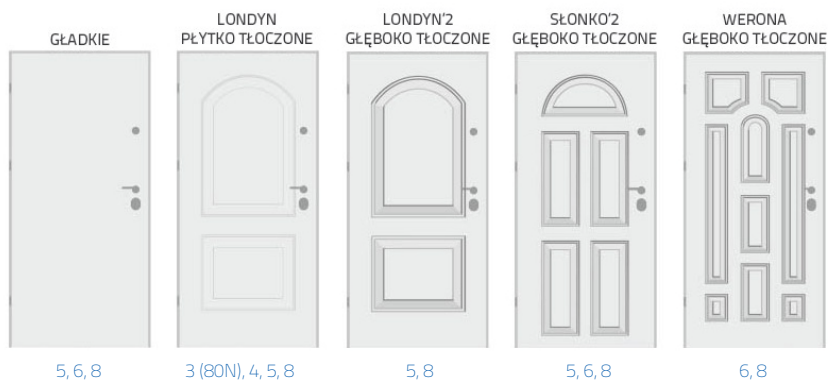 GŁADKIE
LONDYN
PŁYTKO TŁOCZONE
LONDYN'2
GŁĘBOKO TŁOCZONE
SŁONKO'2
GŁĘBOKO TŁOCZONE
WERONA
GŁĘBOKO TŁOCZONE
5, 6, 8
3 (80N), 4, 5, 8
5, 8
5, 6, 8
6, 8